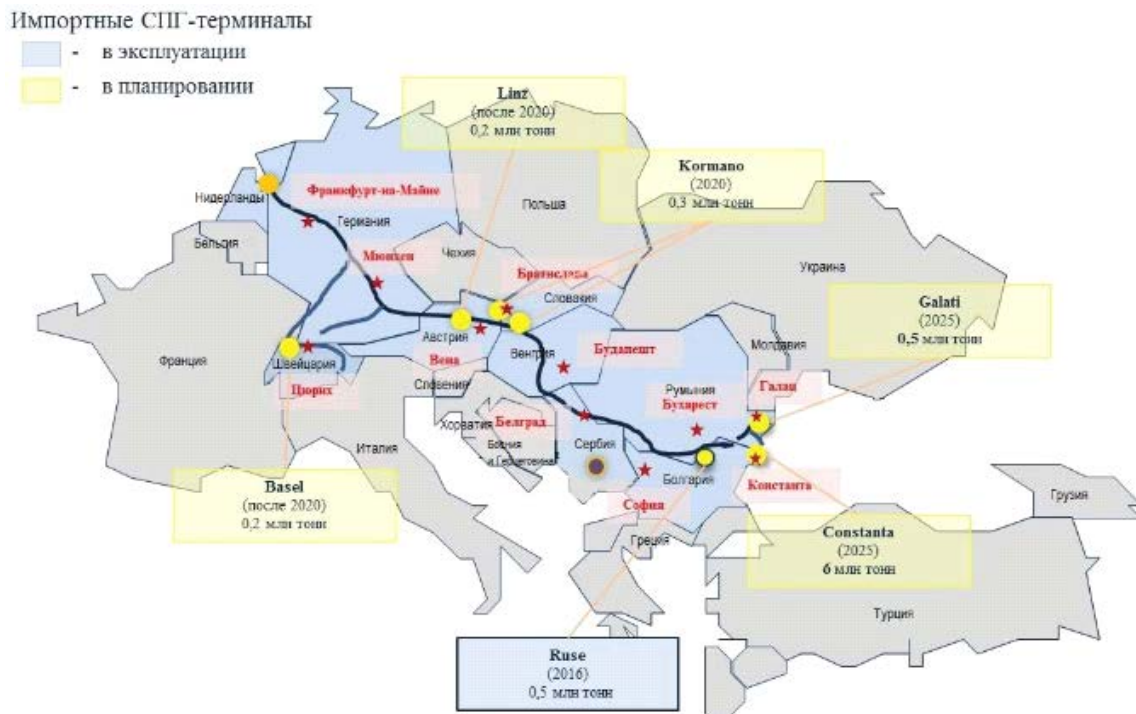 Импортные СПГ-терминалы
- в эксплуатации
- в планировании
Linz
(после 2020)
0,2 млн тонн
Kormano
(2020)
0,3 млн тонн
Нидерланды
Франкфурт-на-Майне
Германия
Польша
Бельгия
Чехия
Мюнхен
Братислава
Словакия
Украина
Galati
(2025)
0,5 млн тонн
Франция
Австрия
Венгрия
Будапешт
Молдавия
Швейцария
Вена
Цюрих
Словения
Румыния
Галац
Хорватия
Белград
Бухарест
Италия
Босния
и Герцеговина
Сербия
Болгария
Константа
София
Грузия
Греция
Basel
(после 2020)
0,2 млн тонн
Constanta
(2025)
6 млн тонн
Турция
Ruse
(2016)
0,5 млн тонн